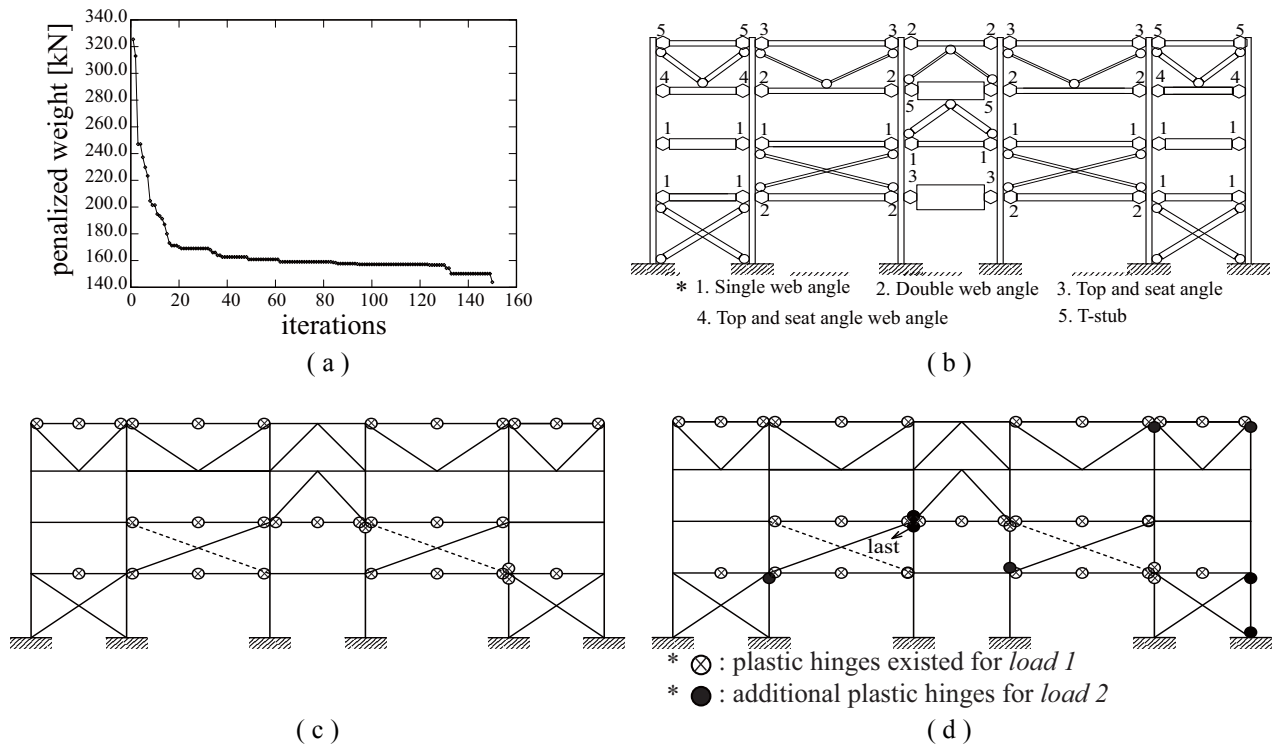 340.0
320.0
300.0
280.0
260.0
240.0
220.0
200.0
180.0
160.0
140.0
penalized weight [kN]
0 20 40 60 80 100 120 140 160
iterations
( a )
5 5 3 3 2 2 3 3 5 5
4 4 2 2 2 2 4 4
5 5
1 1 1 1 1 1 1 1 1 1
3 3
1 1 2 2 2 2 1 1
* 1. Single web angle 2. Double web angle 3. Top and seat angle
4. Top and seat angle web angle 5. T-stub
( b )
( c )
last
* : plastic hinges existed for load 1
* : additional plastic hinges for load 2
( d )